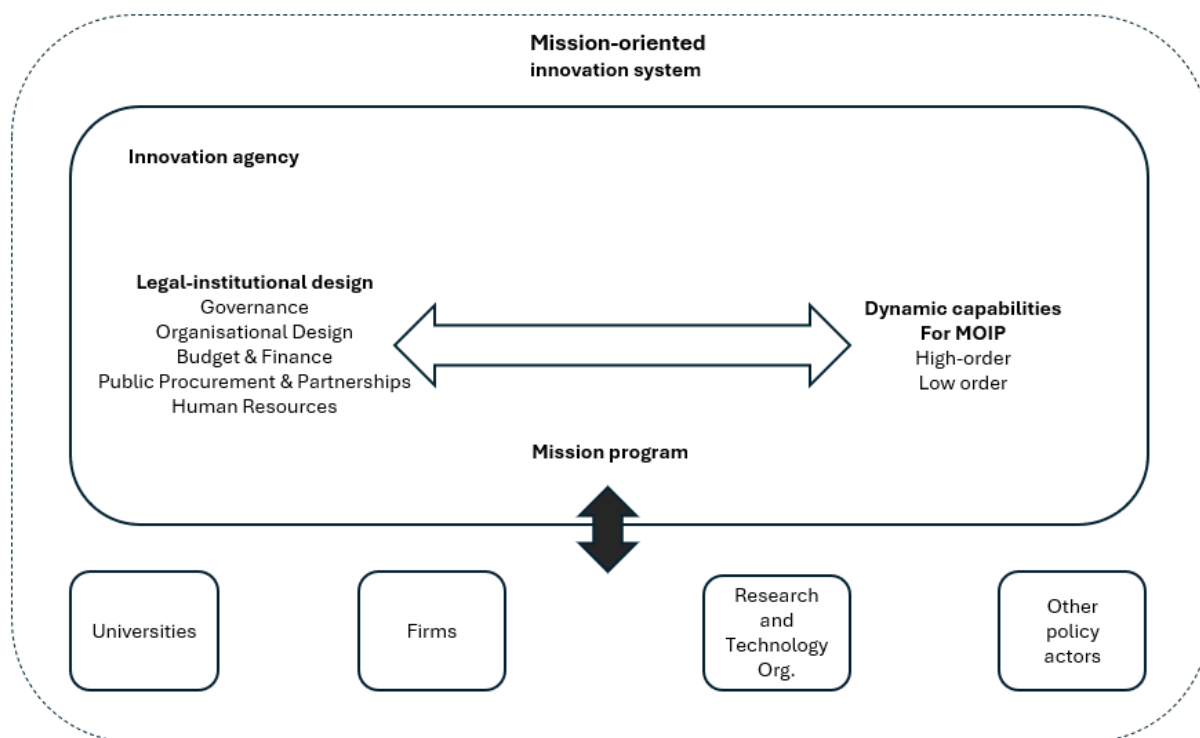 Mission-oriented
innovation system
Innovation agency
Legal-institutional design
Governance
Organisational Design
Budget & Finance
Public Procurement & Partnerships
Human Resources
Dynamic capabilities
For MOIP
High-order
Low order
Mission program
Universities
Firms
Research
and
Technology
Org.
Other
policy
actors